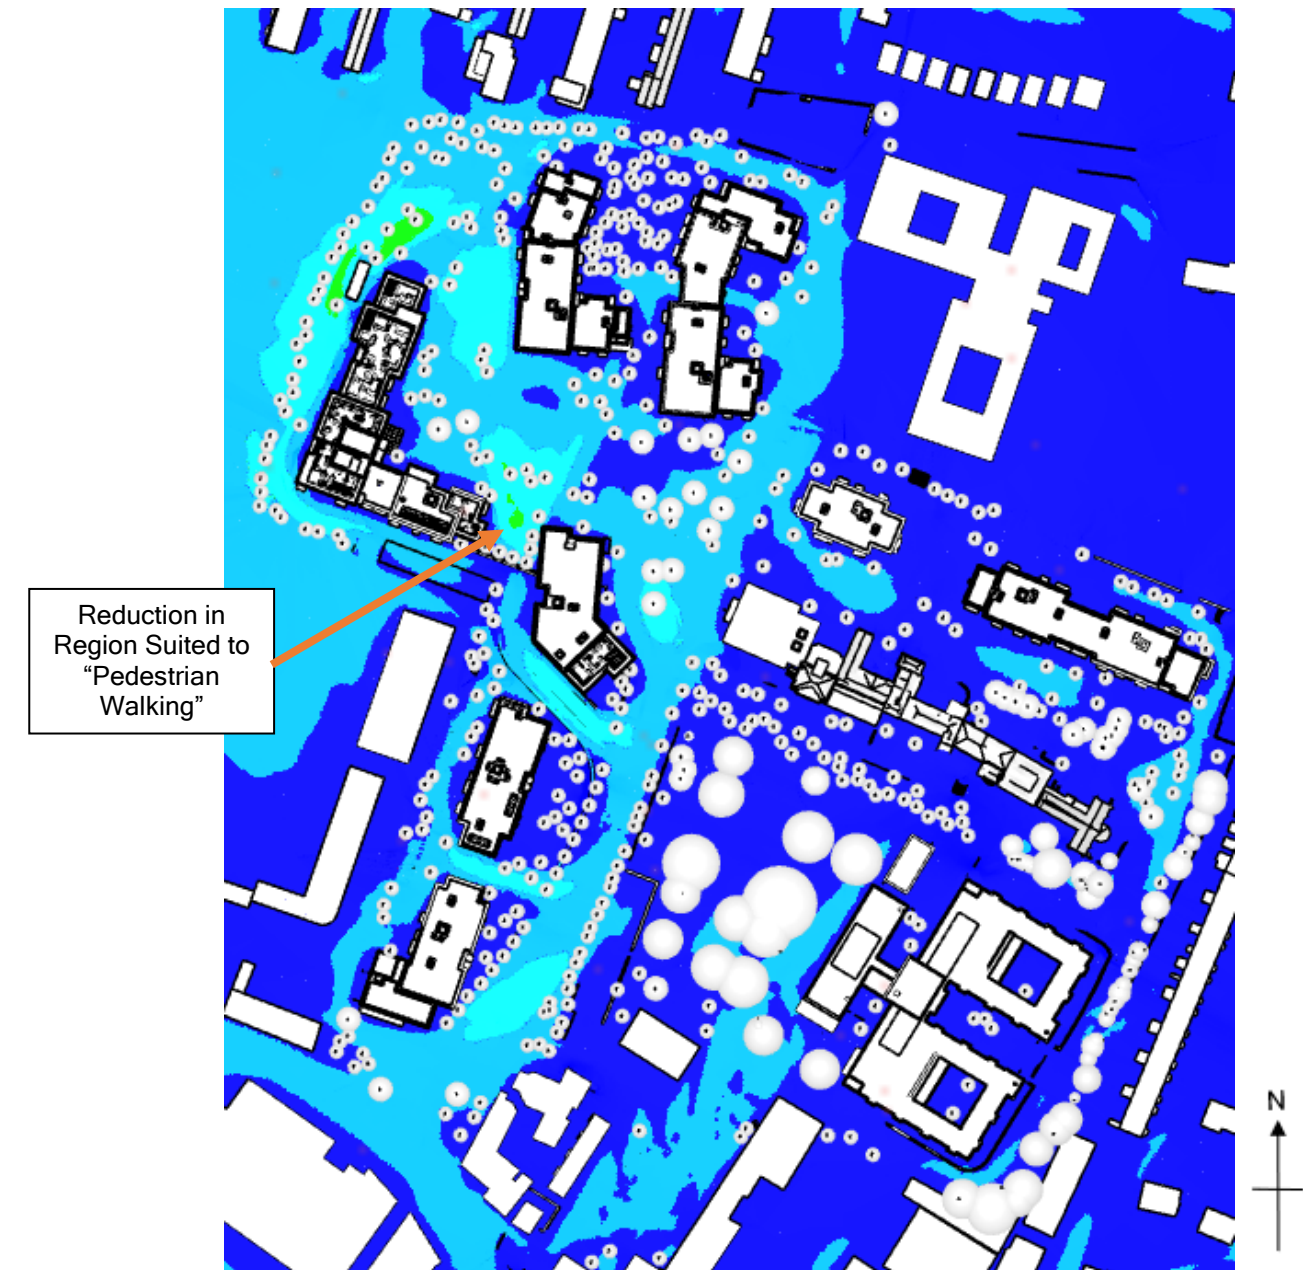 Reduction in
Region Suited to
“Pedestrian
Walking”
N